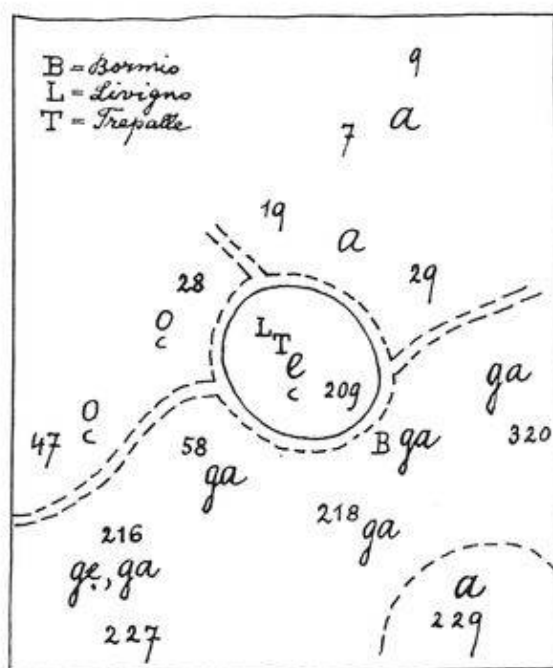 B = Bormio
L = Livigno
T = Trepalle
9
7 a
19 a
28 29
o̜
L
T ẹ 209
ga
o̜
47 58 B ga 320
ga
218 ga
216
gẹ, ga
a
227 229